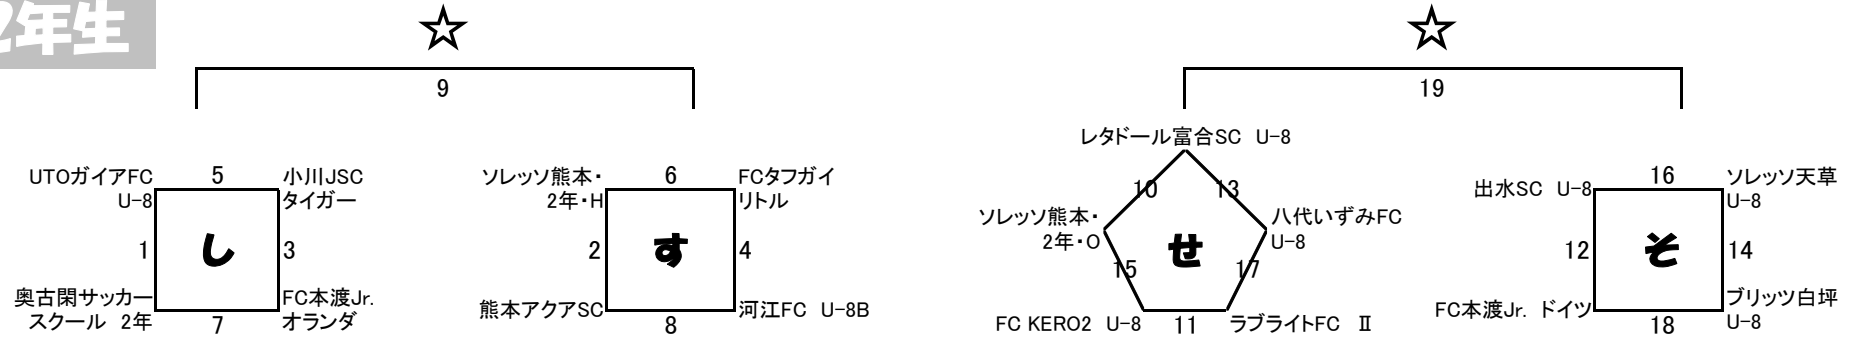 2年生
☆
☆
9
19
レタドール富合SC U-8
UTOガイアFC
U-8
5
小川JSC
タイガー
1
し
3
奥古閑サッカー
スクール 2年
7
FC本渡Jr.
オランダ
ソレッソ熊本・
2年・H
6
FCタフガイ
リトル
2
す
4
熊本アクアSC
8
河江FC U-8B
10
13
ソレッソ熊本・
2年・O
せ
八代いずみFC
U-8
15
17
FC KERO2 U-8
11
ラブライトFC Ⅱ
出水SC U-8
16
ソレッソ天草
U-8
12
そ
14
FC本渡Jr. ドイツ
18
ブリッツ白坪
U-8